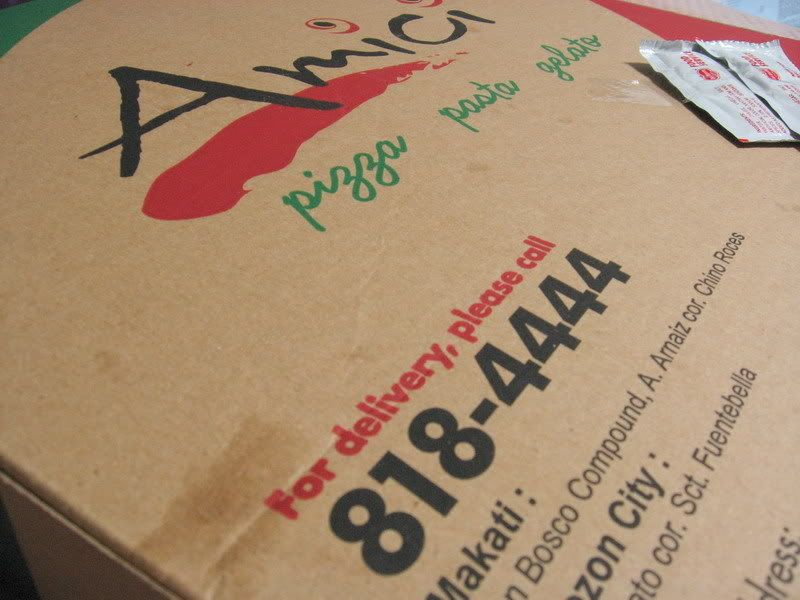 Amici
pizza pasta gelato
For delivery, please call
818-4444
Makati :
Bosco Compound, A. Arnaiz cor. Chino Roces
City :
cor. Sct. Fuentebella